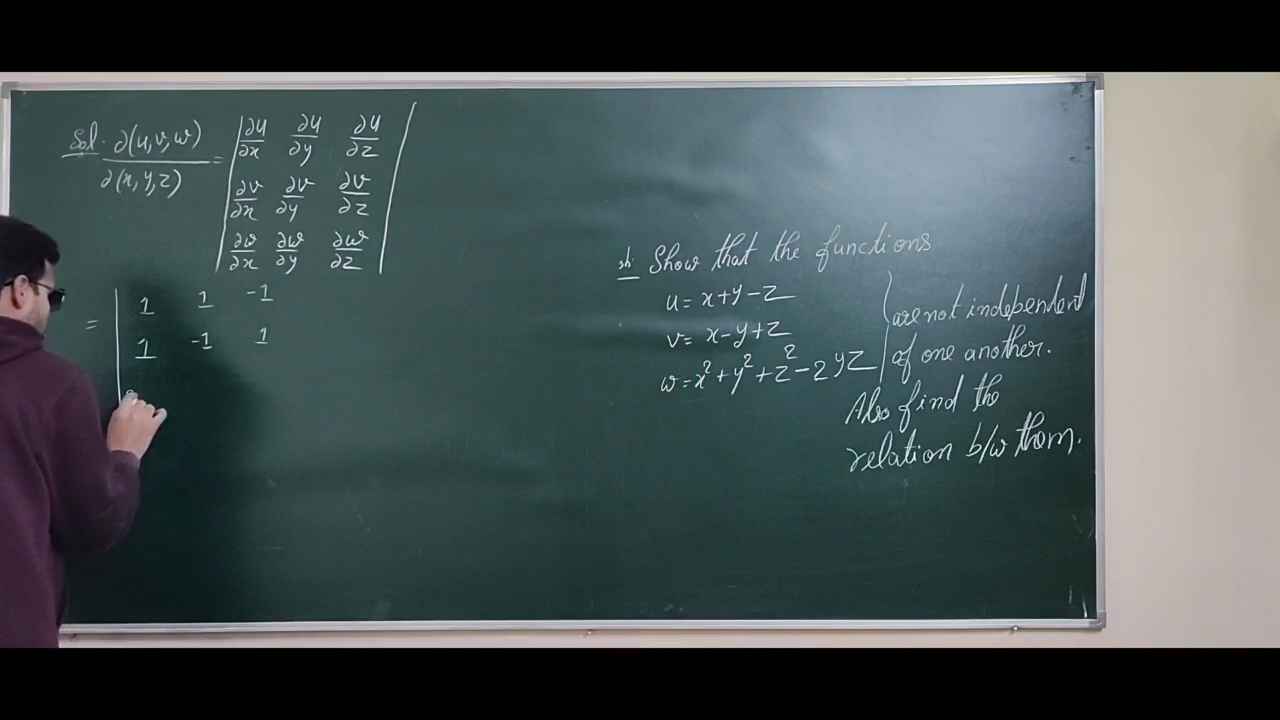 Sol. ∂(u,v,w)/∂(x,y,z) = | ∂u/∂x ∂u/∂y ∂u/∂z
∂v/∂x ∂v/∂y ∂v/∂z
∂w/∂x ∂w/∂y ∂w/∂z |
= | 1 1 -1
1 -1 1
Show that the functions
u = x+y-z
v = x-y+z
w = x²+y²+z²-2yz
are not independent
of one another.
Also find the
relation b/w them.